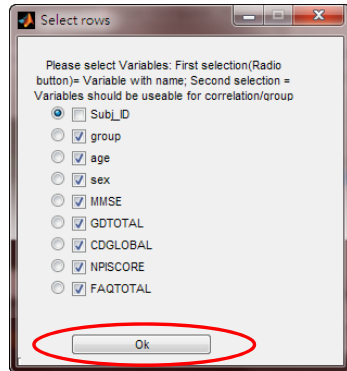 Select rows
Please select Variables: First selection(Radio
button)= Variable with name; Second selection =
Variables should be useable for correlation/group
Subj_ID
group
age
sex
MMSE
GDTOTAL
CDGLOBAL
NPISCORE
FAQTOTAL
Ok